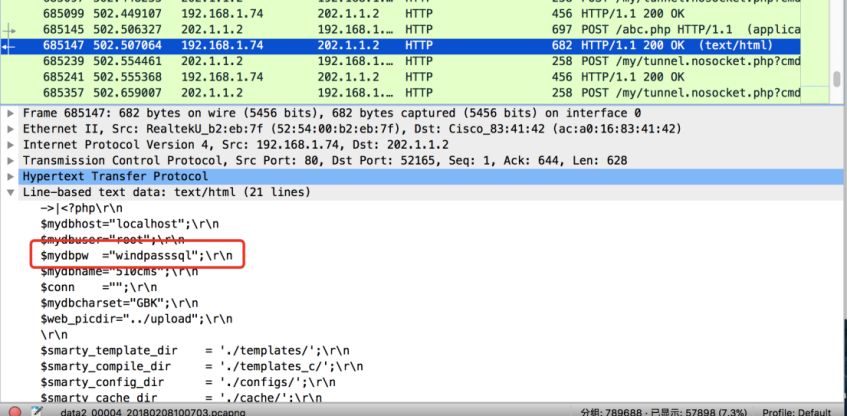 685099 502.449107 192.168.1.74 202.1.1.2 HTTP 456 HTTP/1.1 200 OK
685145 502.506327 202.1.1.2 192.168.1.… HTTP 697 POST /abc.php HTTP/1.1 (applica
685147 502.507064 192.168.1.74 202.1.1.2 HTTP 682 HTTP/1.1 200 OK (text/html)
685239 502.554461 202.1.1.2 192.168.1.… HTTP 258 POST /my/tunnel.nosocket.php?cmd
685241 502.555368 192.168.1.74 202.1.1.2 HTTP 456 HTTP/1.1 200 OK
685357 502.659007 202.1.1.2 192.168.1.… HTTP 258 POST /my/tunnel.nosocket.php?cmd
Frame 685147: 682 bytes on wire (5456 bits), 682 bytes captured (5456 bits) on interface 0
Ethernet II, Src: RealtekU_b2:eb:7f (52:54:00:b2:eb:7f), Dst: Cisco_83:41:42 (ac:a0:16:83:41:42)
Internet Protocol Version 4, Src: 192.168.1.74, Dst: 202.1.1.2
Transmission Control Protocol, Src Port: 80, Dst Port: 52165, Seq: 1, Ack: 644, Len: 628
Hypertext Transfer Protocol
Line-based text data: text/html (21 lines)
->|<?php\r\n
$mydbhost="localhost";\r\n
$mydbuser="root";\r\n
$mydbpw ="windpasssql";\r\n
$mydbname="510cms";\r\n
$conn ="";\r\n
$mydbcharset="GBK";\r\n
$web_picdir="../upload";\r\n
\r\n
$smarty_template_dir = './templates/';\r\n
$smarty_compile_dir = './templates_c/';\r\n
$smarty_config_dir = './configs/';\r\n
$smarty_cache_dir = './cache/';\r\n
data2_00004_20180208100703.pcapng 分组: 789688 · 已显示: 57898 (7.3%) Profile: Default